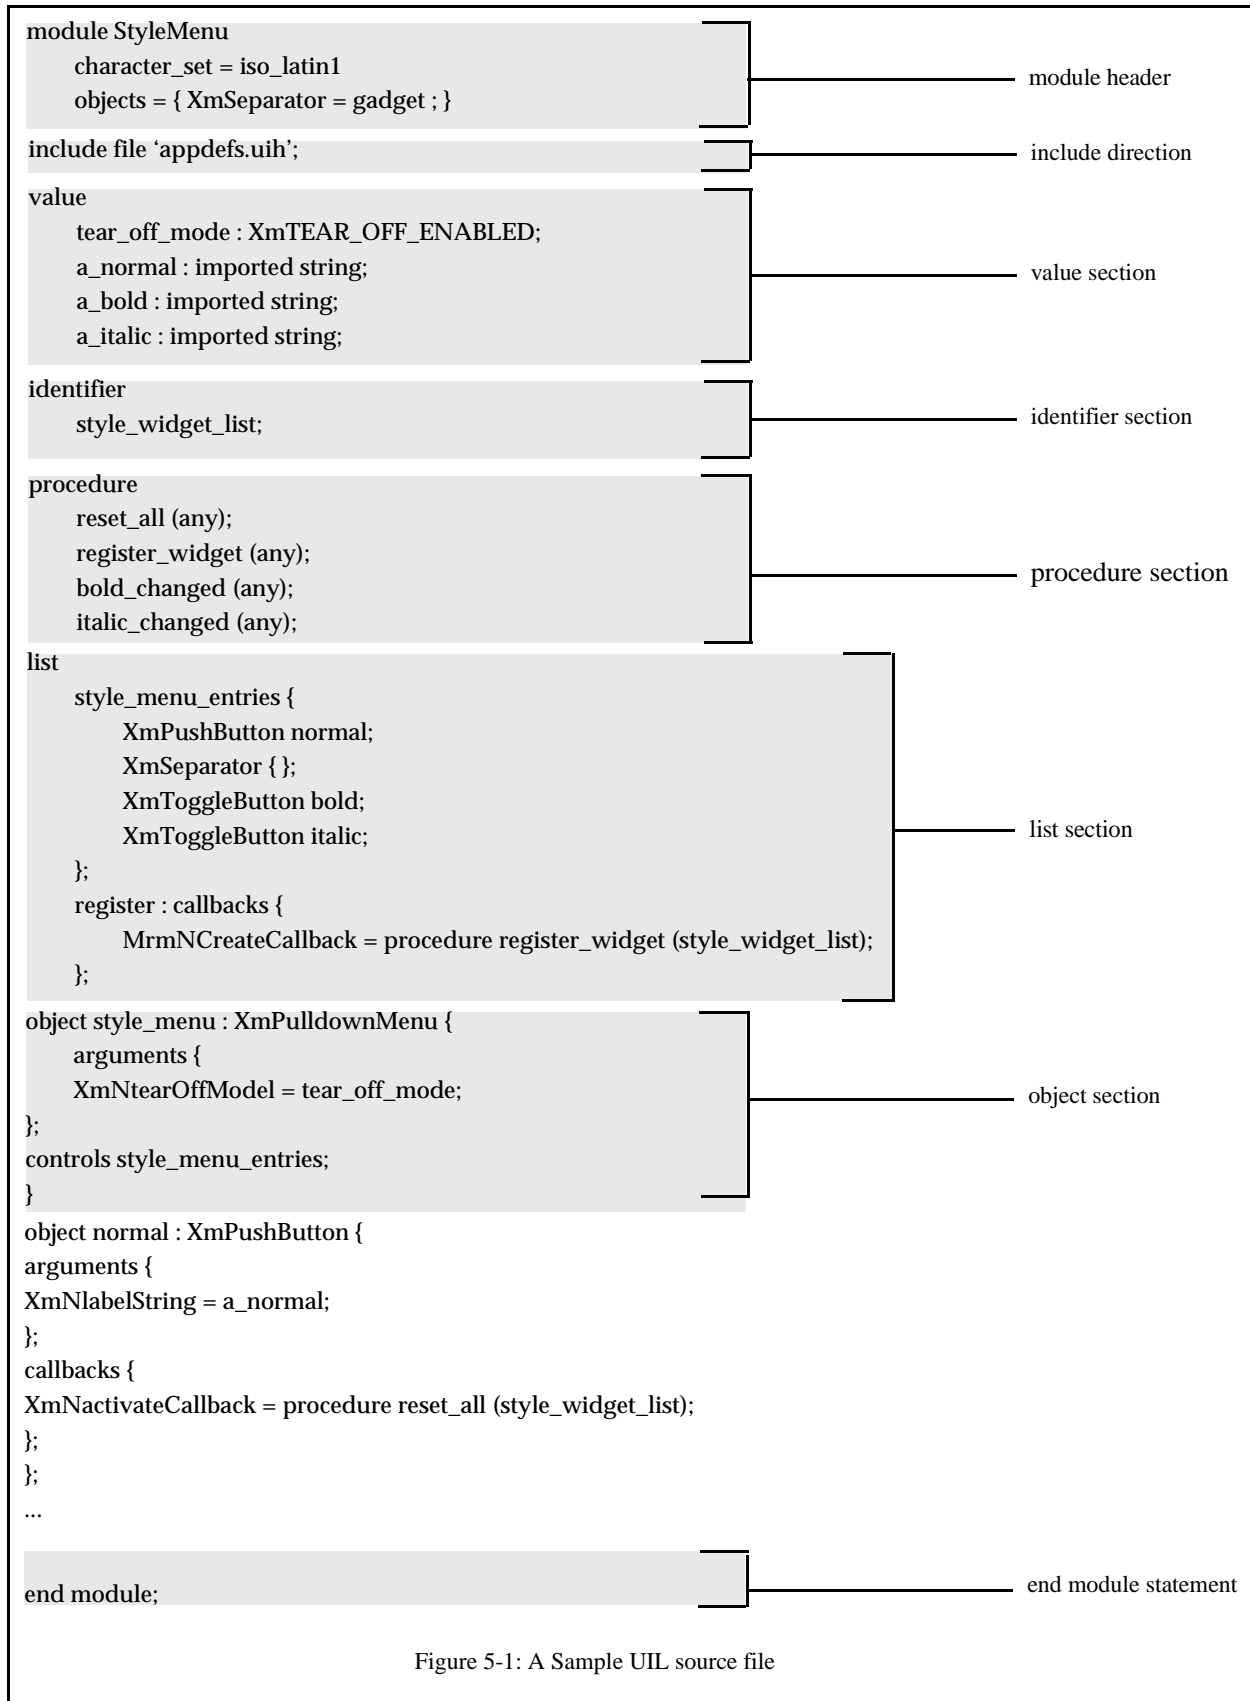 module StyleMenu
character_set = iso_latin1
objects = { XmSeparator = gadget ; }
module header
include file ‘appdefs.uih’;
include direction
value
tear_off_mode : XmTEAR_OFF_ENABLED;
a_normal : imported string;
a_bold : imported string;
a_italic : imported string;
value section
identifier
style_widget_list;
identifier section
procedure
reset_all (any);
register_widget (any);
bold_changed (any);
italic_changed (any);
procedure section
list
style_menu_entries {
XmPushButton normal;
XmSeparator { };
XmToggleButton bold;
XmToggleButton italic;
};
register : callbacks {
MrmNCreateCallback = procedure register_widget (style_widget_list);
};
list section
object style_menu : XmPulldownMenu {
arguments {
XmNtearOffModel = tear_off_mode;
};
controls style_menu_entries;
}
object section
object normal : XmPushButton {
arguments {
XmNlabelString = a_normal;
};
callbacks {
XmNactivateCallback = procedure reset_all (style_widget_list);
};
};
...
end module;
end module statement
Figure 5-1: A Sample UIL source file